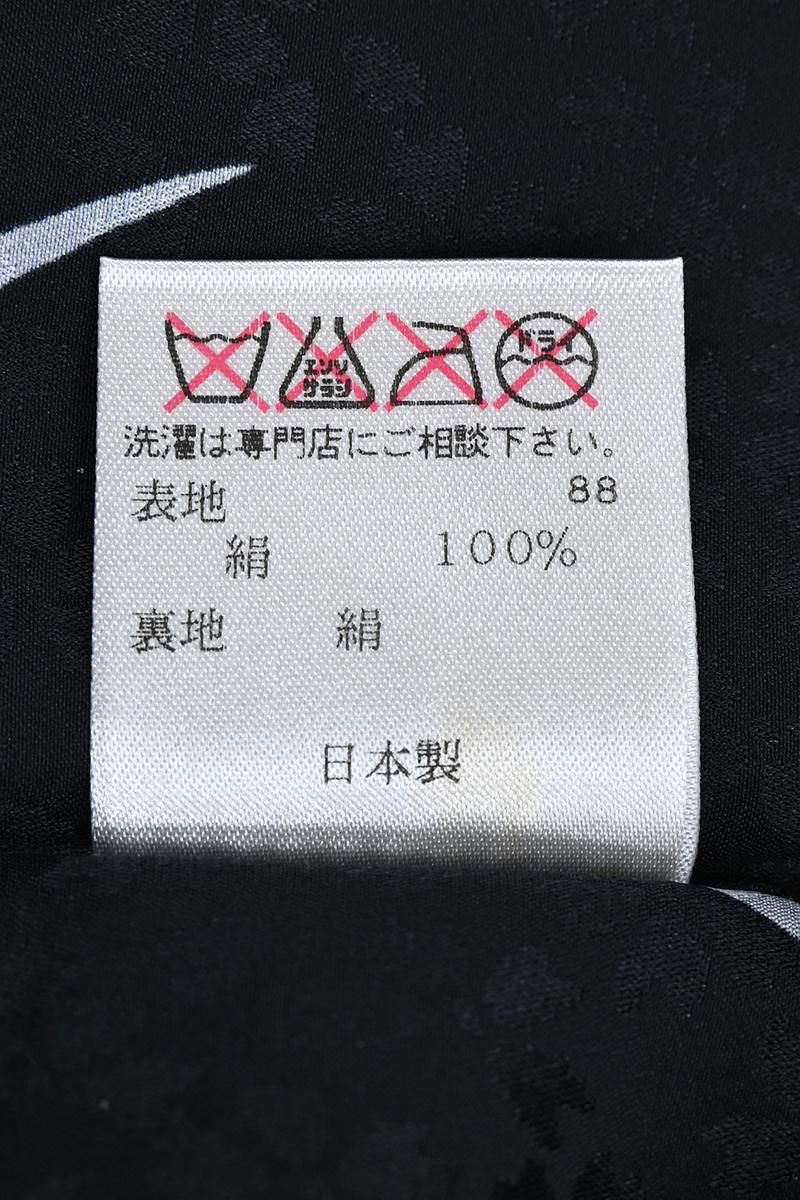 エンソ
サラシ
ドライ
洗濯は専門店にご相談下さい。
表地 88
絹 100%
裏地 絹
日本製